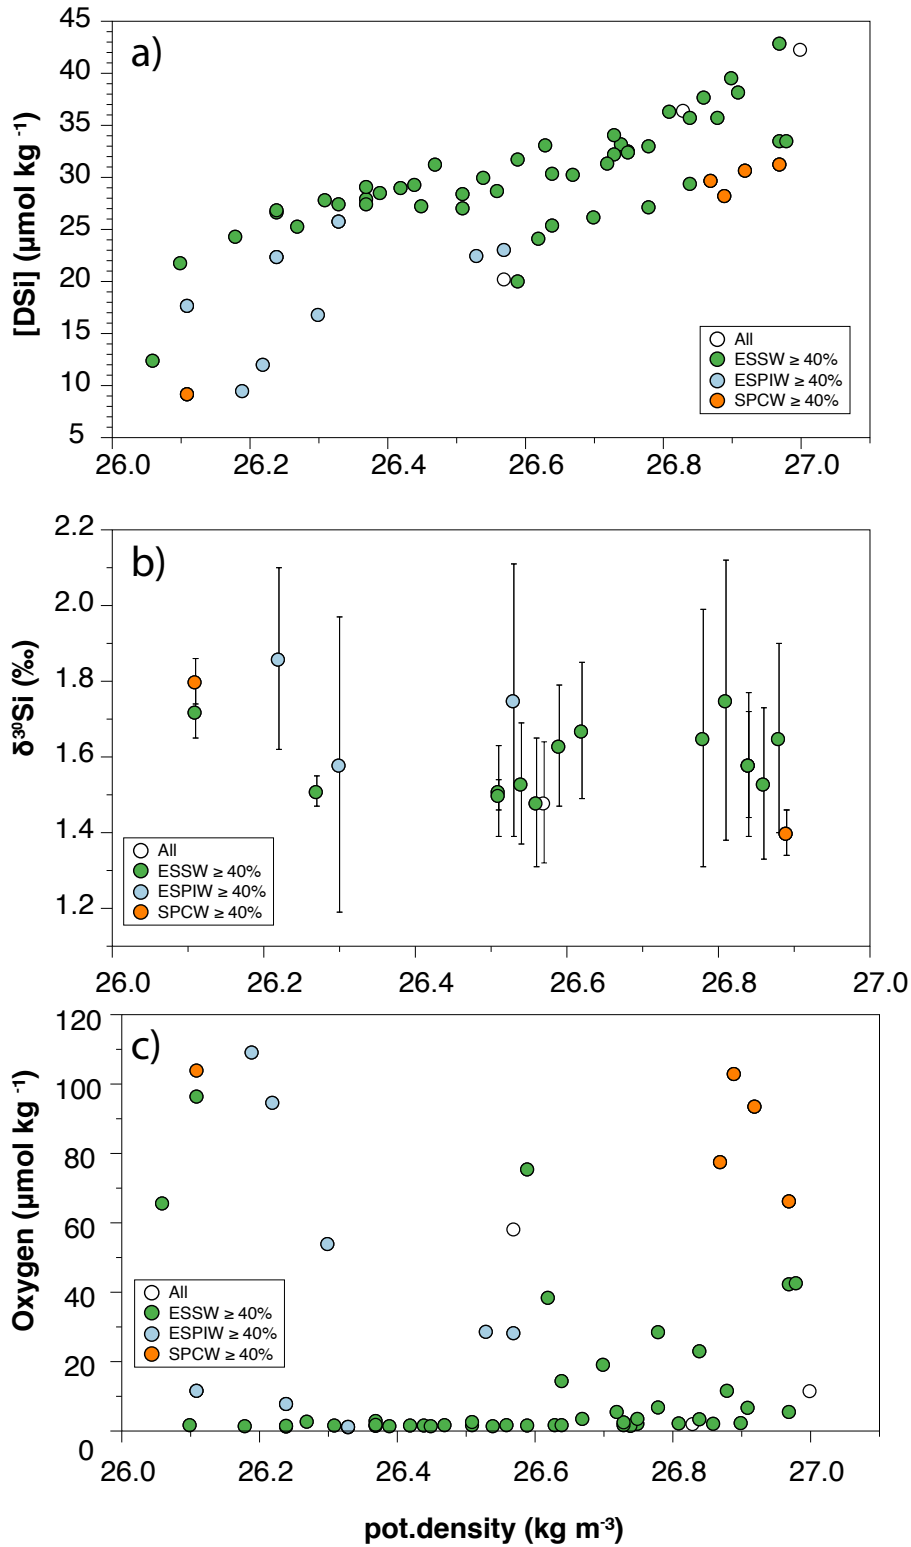 a)
45
40
35
30
25
20
15
10
5
[DSi] (µmol kg ⁻¹)
All
ESSW ≥ 40%
ESPIW ≥ 40%
SPCW ≥ 40%
26.0 26.2 26.4 26.6 26.8 27.0
b)
2.2
2.0
1.8
1.6
1.4
1.2
δ³⁰Si (‰)
All
ESSW ≥ 40%
ESPIW ≥ 40%
SPCW ≥ 40%
26.0 26.2 26.4 26.6 26.8 27.0
c)
120
100
80
60
40
20
0
Oxygen (µmol kg ⁻¹)
All
ESSW ≥ 40%
ESPIW ≥ 40%
SPCW ≥ 40%
26.0 26.2 26.4 26.6 26.8 27.0
pot.density (kg m⁻³)